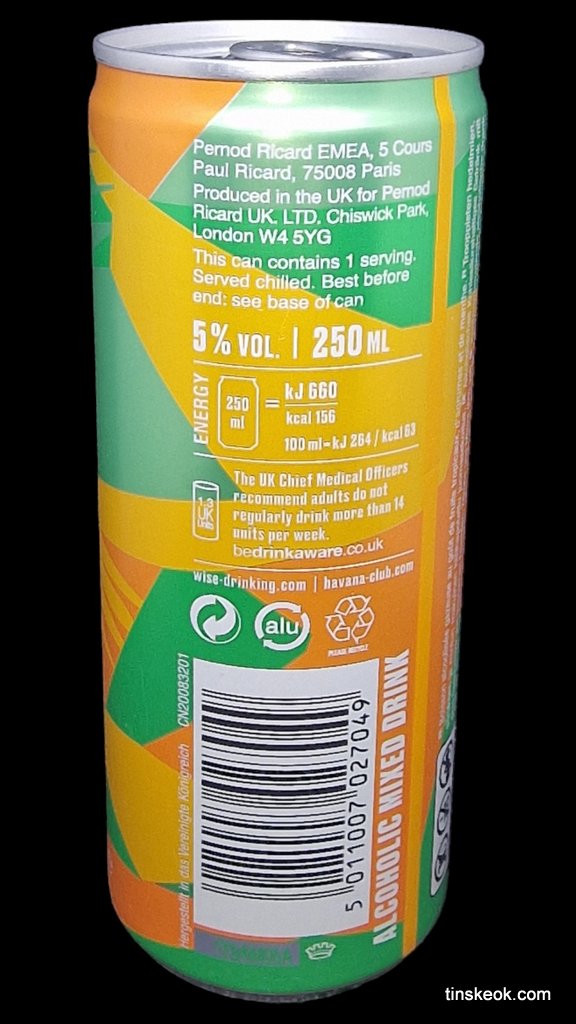 Pernod Ricard EMEA, 5 Cours
Paul Ricard, 75008 Paris
Produced in the UK for Pernod
Ricard UK. LTD. Chiswick Park,
London W4 5YG
This can contains 1 serving.
Served chilled. Best before
end: see base of can
5% VOL. | 250 ML
ENERGY
250
ml
=
kJ 660
kcal 156
100 ml=kJ 264 / kcal 63
1.3
UK
Units
The UK Chief Medical Officers
recommend adults do not
regularly drink more than 14
units per week.
bedrinkaware.co.uk
wise-drinking.com | havana-club.com
alu
PLEASE RECYCLE
Hergestellt in das Vereinigte Königreich CN20083201
5 011007 027049
ALCOHOLIC MIXED DRINK
tinskeok.com